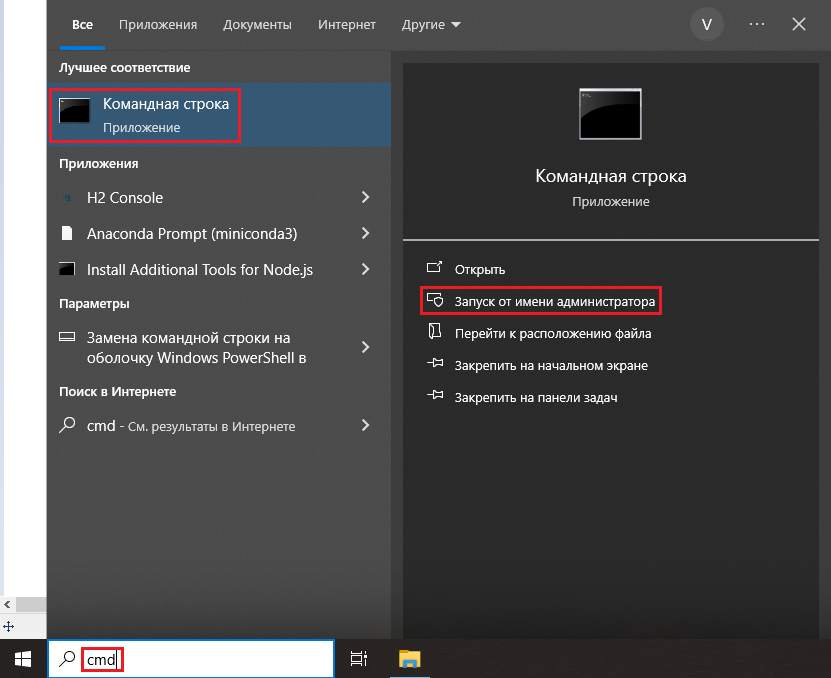 Все Приложения Документы Интернет Другие V
Лучшее соответствие
Командная строка
Приложение
Приложения
H2 Console
Anaconda Prompt (miniconda3)
Install Additional Tools for Node.js
Параметры
Замена командной строки на
оболочку Windows PowerShell в
Поиск в Интернете
cmd - См. результаты в Интернете
Командная строка
Приложение
Открыть
Запуск от имени администратора
Перейти к расположению файла
Закрепить на начальном экране
Закрепить на панели задач
cmd